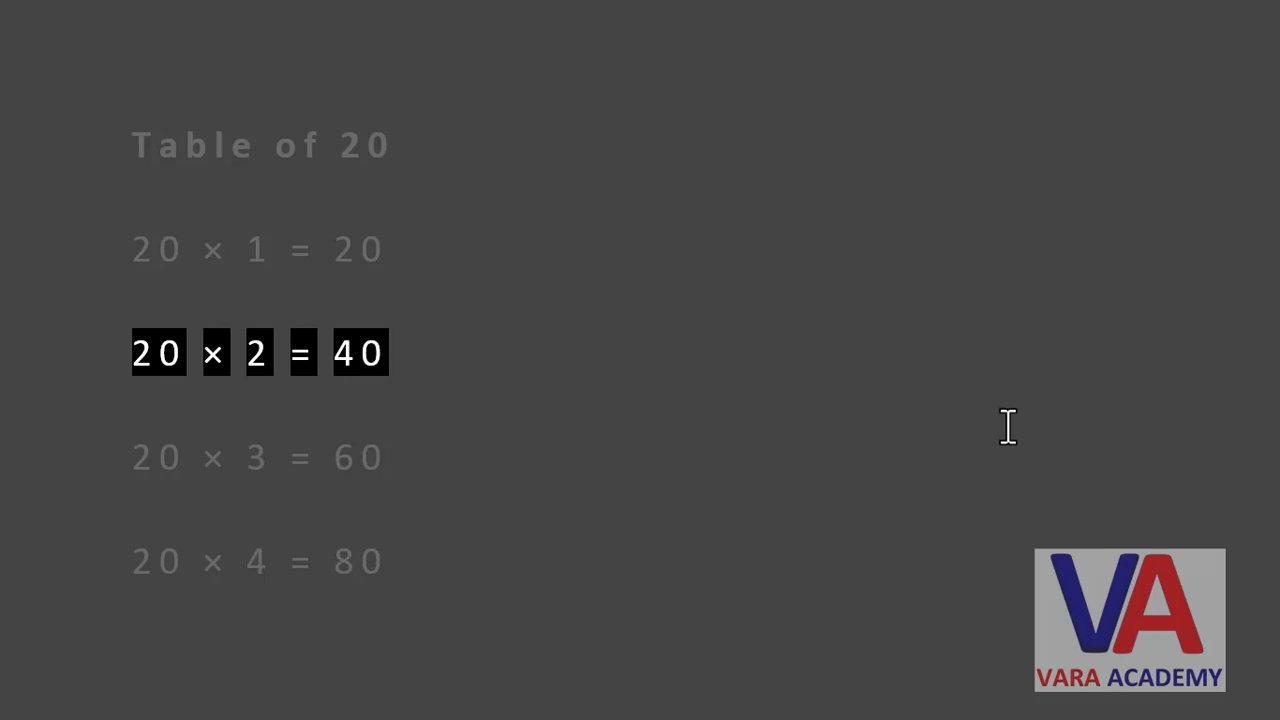 Table of 20
20 × 1 = 20
20 × 2 = 40
20 × 3 = 60
20 × 4 = 80
VA
VARA ACADEMY